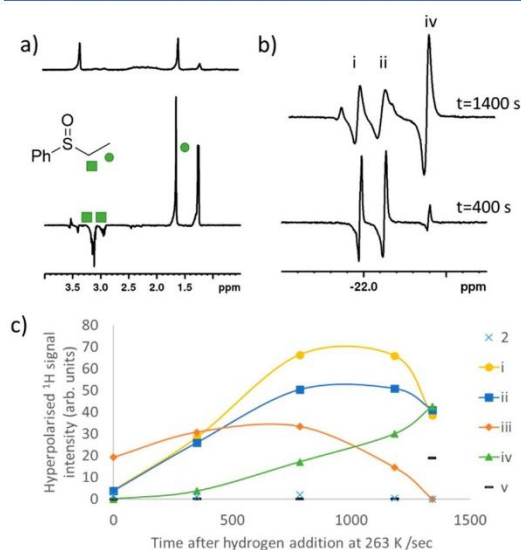 a)
O
Ph S
3.5 3.0 2.5 2.0 1.5 ppm
b)
i ii iv
t=1400 s
t=400 s
-22.0 ppm
c)
Hyperpolarised ¹H signal
intensity (arb. units)
80
70
60
50
40
30
20
10
0
0 500 1000 1500
Time after hydrogen addition at 263 K /sec
2
i
ii
iii
iv
v